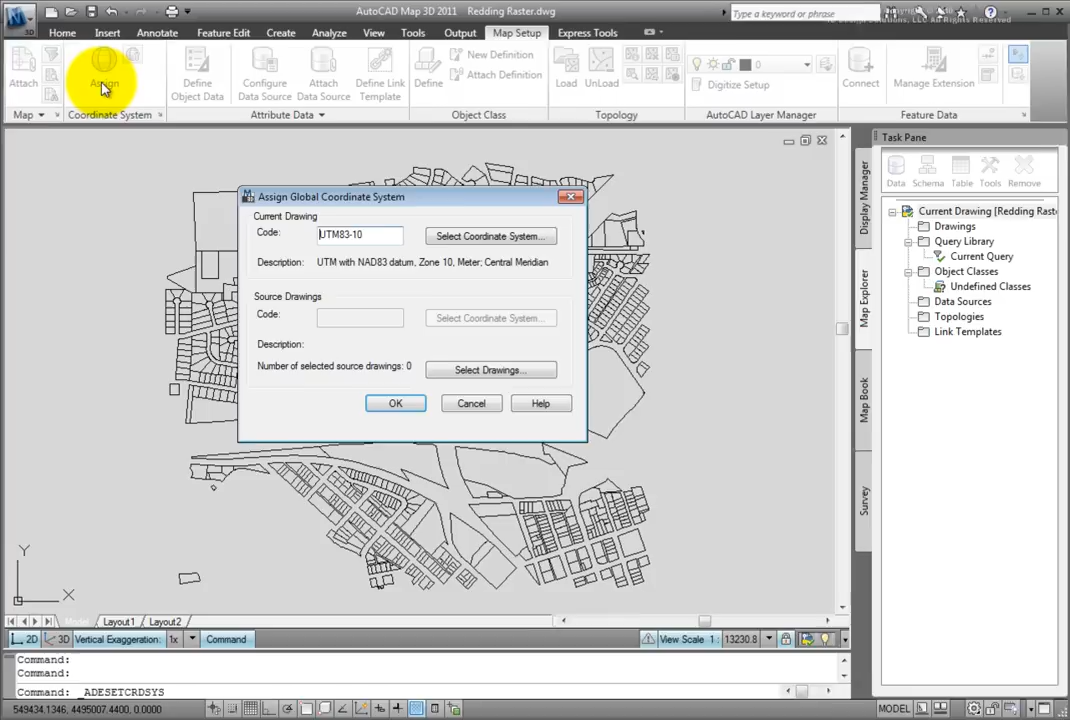 AutoCAD Map 3D 2011    Redding Raster.dwg
Type a keyword or phrase
Home Insert Annotate Feature Edit Create Analyze View Tools Output Map Setup Express Tools
Attach
Assign
Define Object Data
Configure Data Source
Attach Data Source
Define Link Template
Define
New Definition
Attach Definition
Load
UnLoad
0
Digitize Setup
Connect
Manage Extension
Map
Coordinate System
Attribute Data
Object Class
Topology
AutoCAD Layer Manager
Feature Data
Assign Global Coordinate System
Current Drawing
Code:
UTM83-10
Select Coordinate System...
Description:
UTM with NAD83 datum, Zone 10, Meter; Central Meridian
Source Drawings
Code:
Select Coordinate System...
Description:
Number of selected source drawings: 0
Select Drawings...
OK
Cancel
Help
Task Pane
Data Schema Table Tools Remove
Display Manager
Map Explorer
Map Book
Survey
Current Drawing [Redding Raste
Drawings
Query Library
Current Query
Object Classes
Undefined Classes
Data Sources
Topologies
Link Templates
Y
X
Model Layout1 Layout2
2D 3D Vertical Exaggeration: 1x Command
View Scale 1 : 13230.8
Command:
Command:
Command: _ADESETCRDSYS
549434.1346, 4495007.4400, 0.0000
MODEL